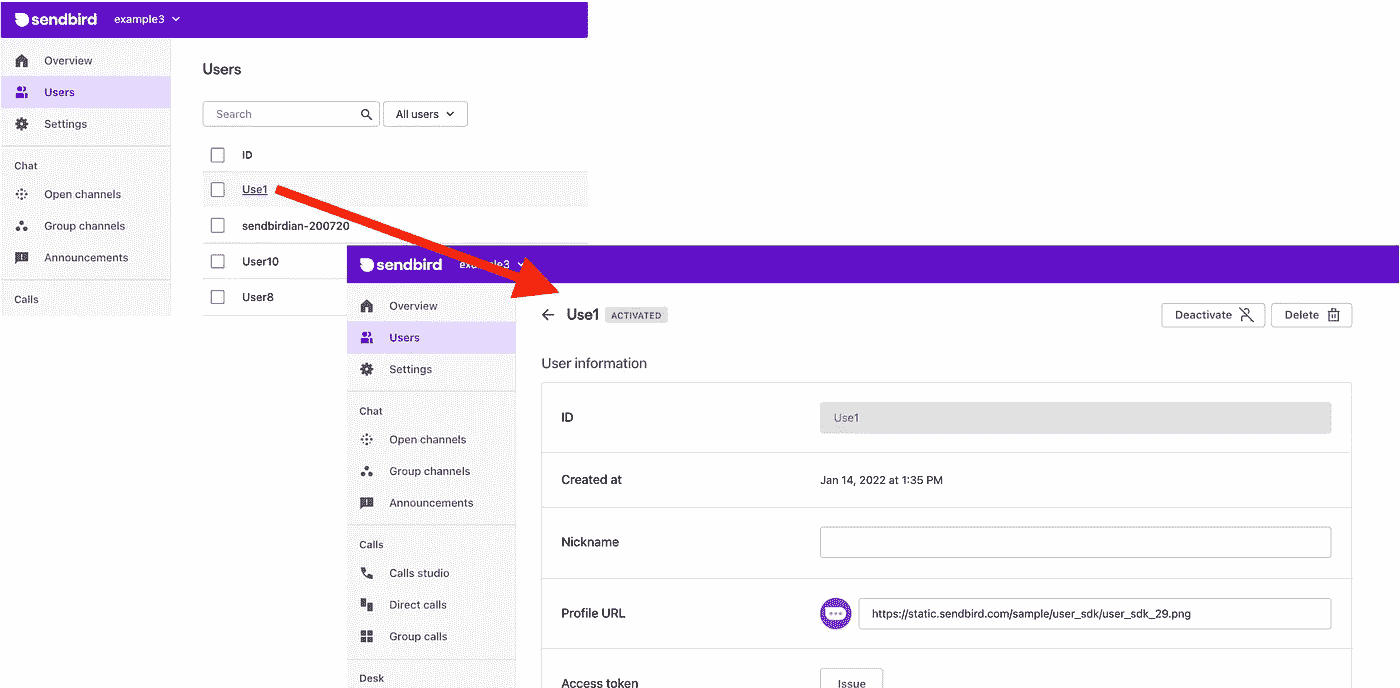 sendbird example3
Overview
Users
Settings
Chat
Open channels
Group channels
Announcements
Calls
Users
Search
All users
ID
Use1
sendbirdian-200720
User10
User8
sendbird example3
Overview
Users
Settings
Chat
Open channels
Group channels
Announcements
Calls
Calls studio
Direct calls
Group calls
Desk
Use1 ACTIVATED
Deactivate
Delete
User information
ID
Use1
Created at
Jan 14, 2022 at 1:35 PM
Nickname
Profile URL
https://static.sendbird.com/sample/user_sdk/user_sdk_29.png
Access token
Issue